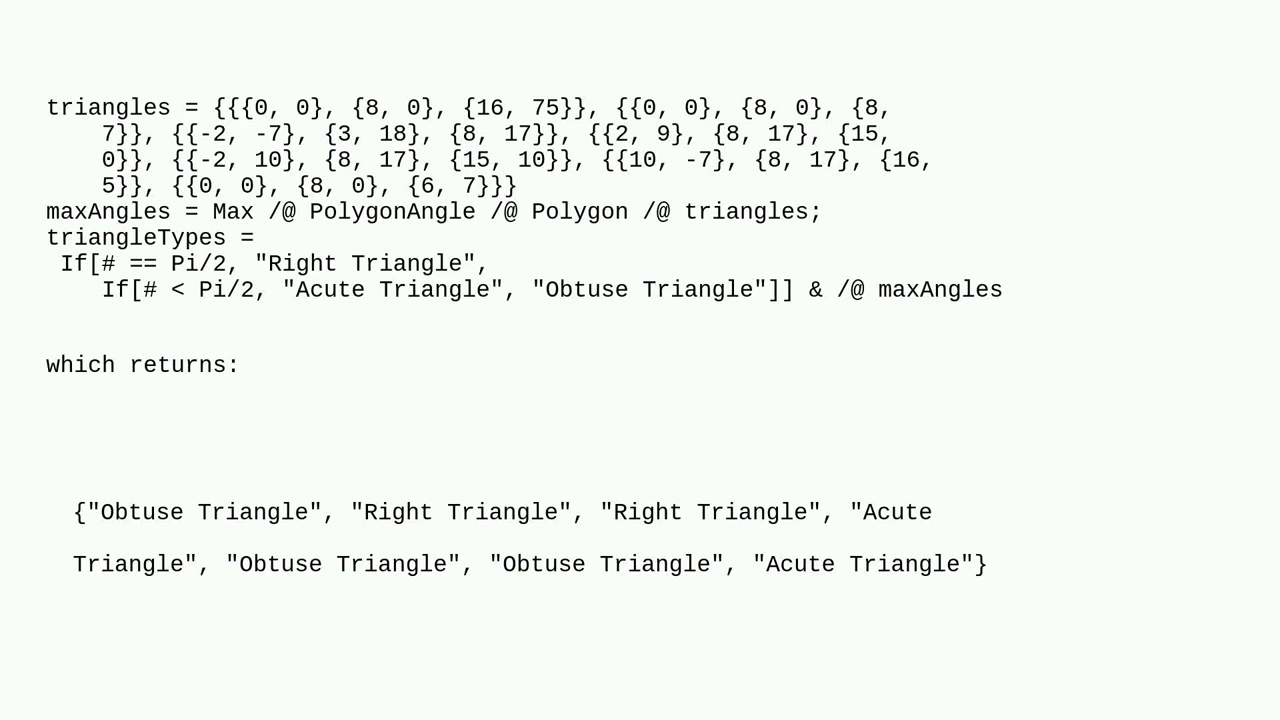 triangles = {{{0, 0}, {8, 0}, {16, 75}}, {{0, 0}, {8, 0}, {8,
7}}, {{-2, -7}, {3, 18}, {8, 17}}, {{2, 9}, {8, 17}, {15,
0}}, {{-2, 10}, {8, 17}, {15, 10}}, {{10, -7}, {8, 17}, {16,
5}}, {{0, 0}, {8, 0}, {6, 7}}}
maxAngles = Max /@ PolygonAngle /@ Polygon /@ triangles;
triangleTypes =
If[# == Pi/2, "Right Triangle",
If[# < Pi/2, "Acute Triangle", "Obtuse Triangle"]] & /@ maxAngles
which returns:
{"Obtuse Triangle", "Right Triangle", "Right Triangle", "Acute
Triangle", "Obtuse Triangle", "Obtuse Triangle", "Acute Triangle"}